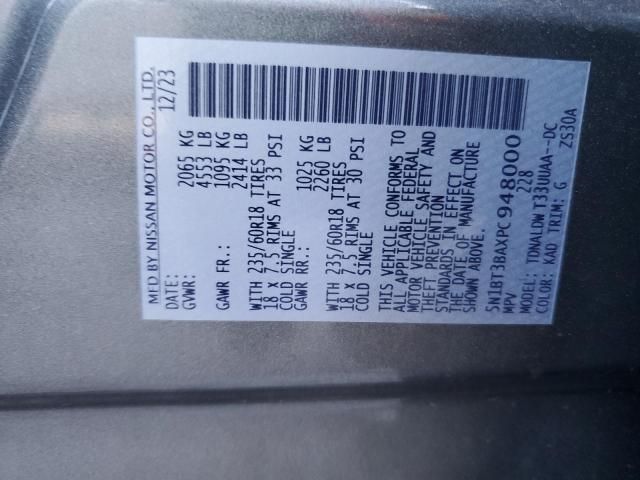 MFD BY NISSAN MOTOR CO., LTD.
DATE: 12/23
GVWR: 2065 KG
4553 LB
GAWR FR.: 1095 KG
2414 LB
WITH 235/60R18 TIRES
18 X 7.5 RIMS AT 33 PSI
COLD SINGLE
GAWR RR.: 1025 KG
2260 LB
WITH 235/60R18 TIRES
18 X 7.5 RIMS AT 30 PSI
COLD SINGLE
THIS VEHICLE CONFORMS TO
ALL APPLICABLE FEDERAL
MOTOR VEHICLE SAFETY AND
THEFT PREVENTION
STANDARDS IN EFFECT ON
THE DATE OF MANUFACTURE
SHOWN ABOVE.
5N1BT3BAXPC948000
MPV 228
MODEL: TDNALDW T33UUAA--DC
COLOR: KAD TRIM: G ZS30A